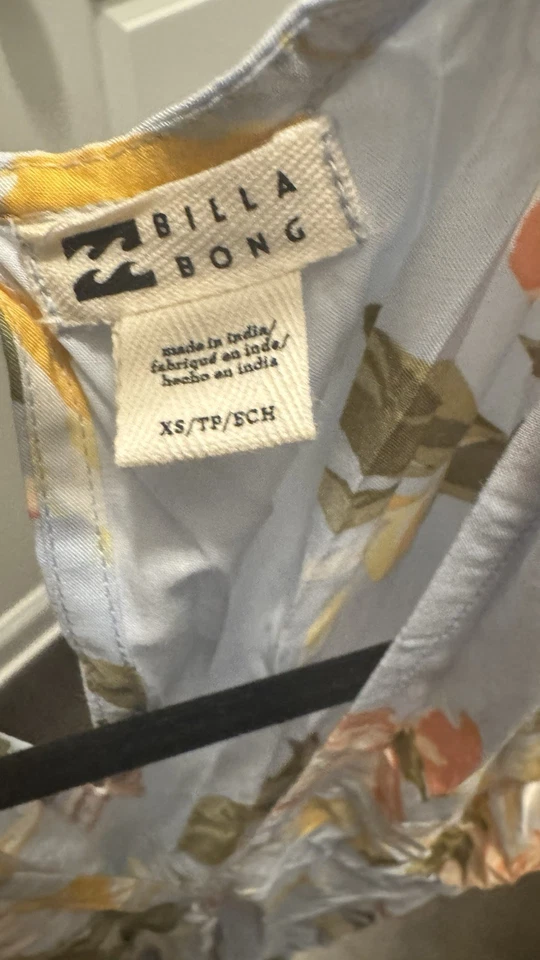 BILLA
BONG
made in india/
fabriqué en inde/
hecho en india
XS/TP/ECH